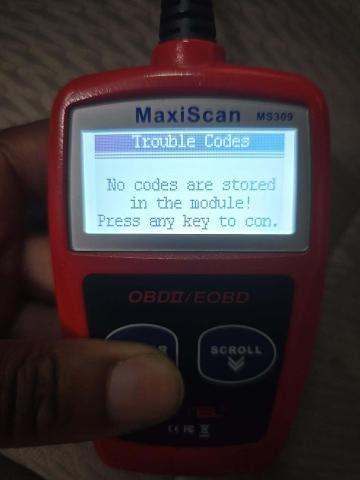 MaxiScan MS309
Trouble Codes
No codes are stored
in the module!
Press any key to con.
OBDII/EOBD
SCROLL